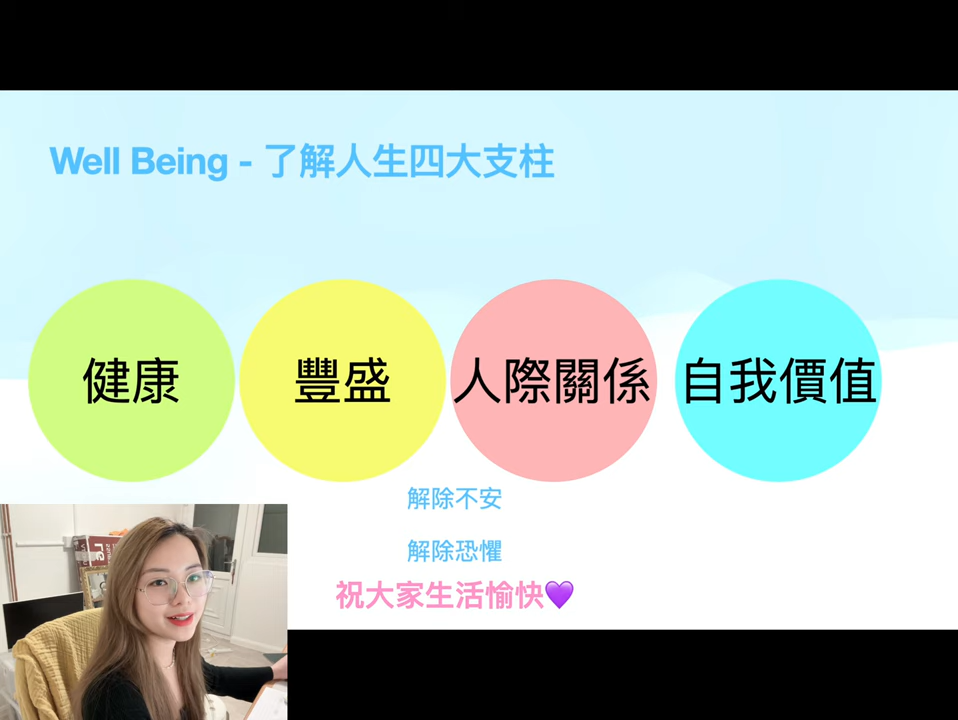 Well Being - 了解人生四大支柱
健康
豐盛
人際關係
自我價值
解除不安
解除恐懼
祝大家生活愉快💜